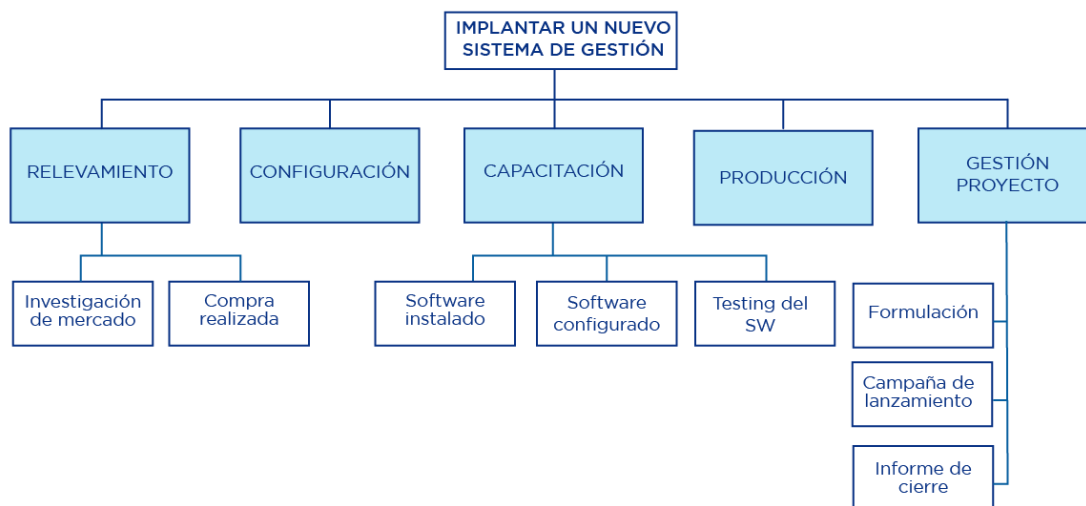 IMPLANTAR UN NUEVO
SISTEMA DE GESTIÓN
RELEVAMIENTO
CONFIGURACIÓN
CAPACITACIÓN
PRODUCCIÓN
GESTIÓN
PROYECTO
Investigación
de mercado
Compra
realizada
Software
instalado
Software
configurado
Testing del
SW
Formulación
Campaña de
lanzamiento
Informe de
cierre